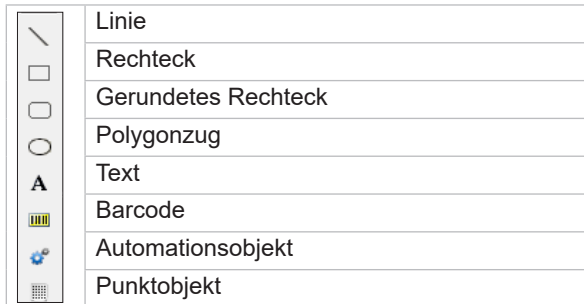 Linie
Rechteck
Gerundetes Rechteck
Polygonzug
A Text
Barcode
Automationsobjekt
Punktobjekt